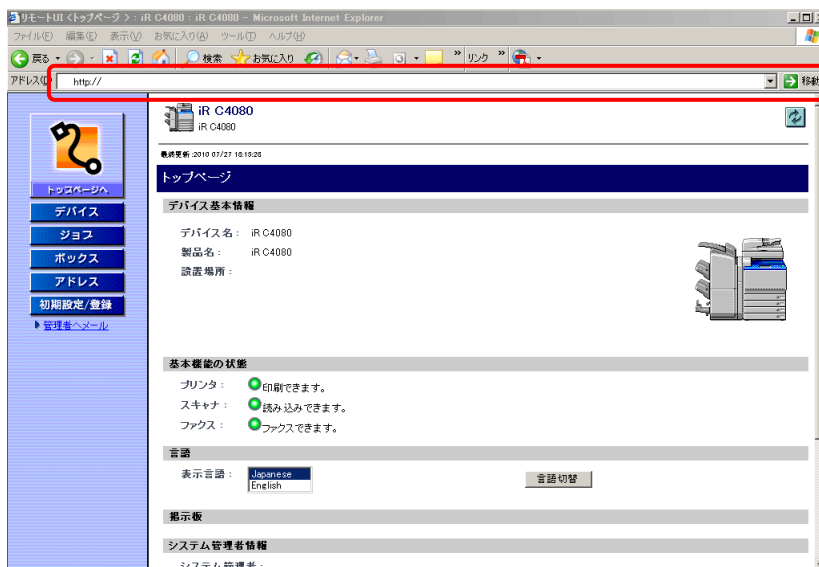 リモートUI <トップページ> : iR C4080 : iR C4080 - Microsoft Internet Explorer
ファイル(F) 編集(E) 表示(V) お気に入り(A) ツール(T) ヘルプ(H)
戻る 検索 お気に入り リンク
アドレス(D) http:// 移動
iR C4080
iR C4080
最終更新 :2010 07/27 16:19:26
トップページへ
トップページ
デバイス
ジョブ
ボックス
アドレス
初期設定/登録
管理者へメール
デバイス基本情報
デバイス名 : iR C4080
製品名 : iR C4080
設置場所 :
基本機能の状態
プリンタ : 印刷できます。
スキャナ : 読み込みできます。
ファクス : ファクスできます。
言語
表示言語 : Japanese
English
言語切替
掲示板
システム管理者情報
システム管理者 :